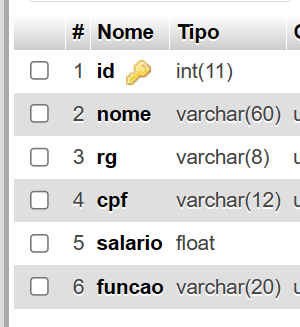 # Nome Tipo
1 id int(11)
2 nome varchar(60)
3 rg varchar(8)
4 cpf varchar(12)
5 salario float
6 funcao varchar(20)